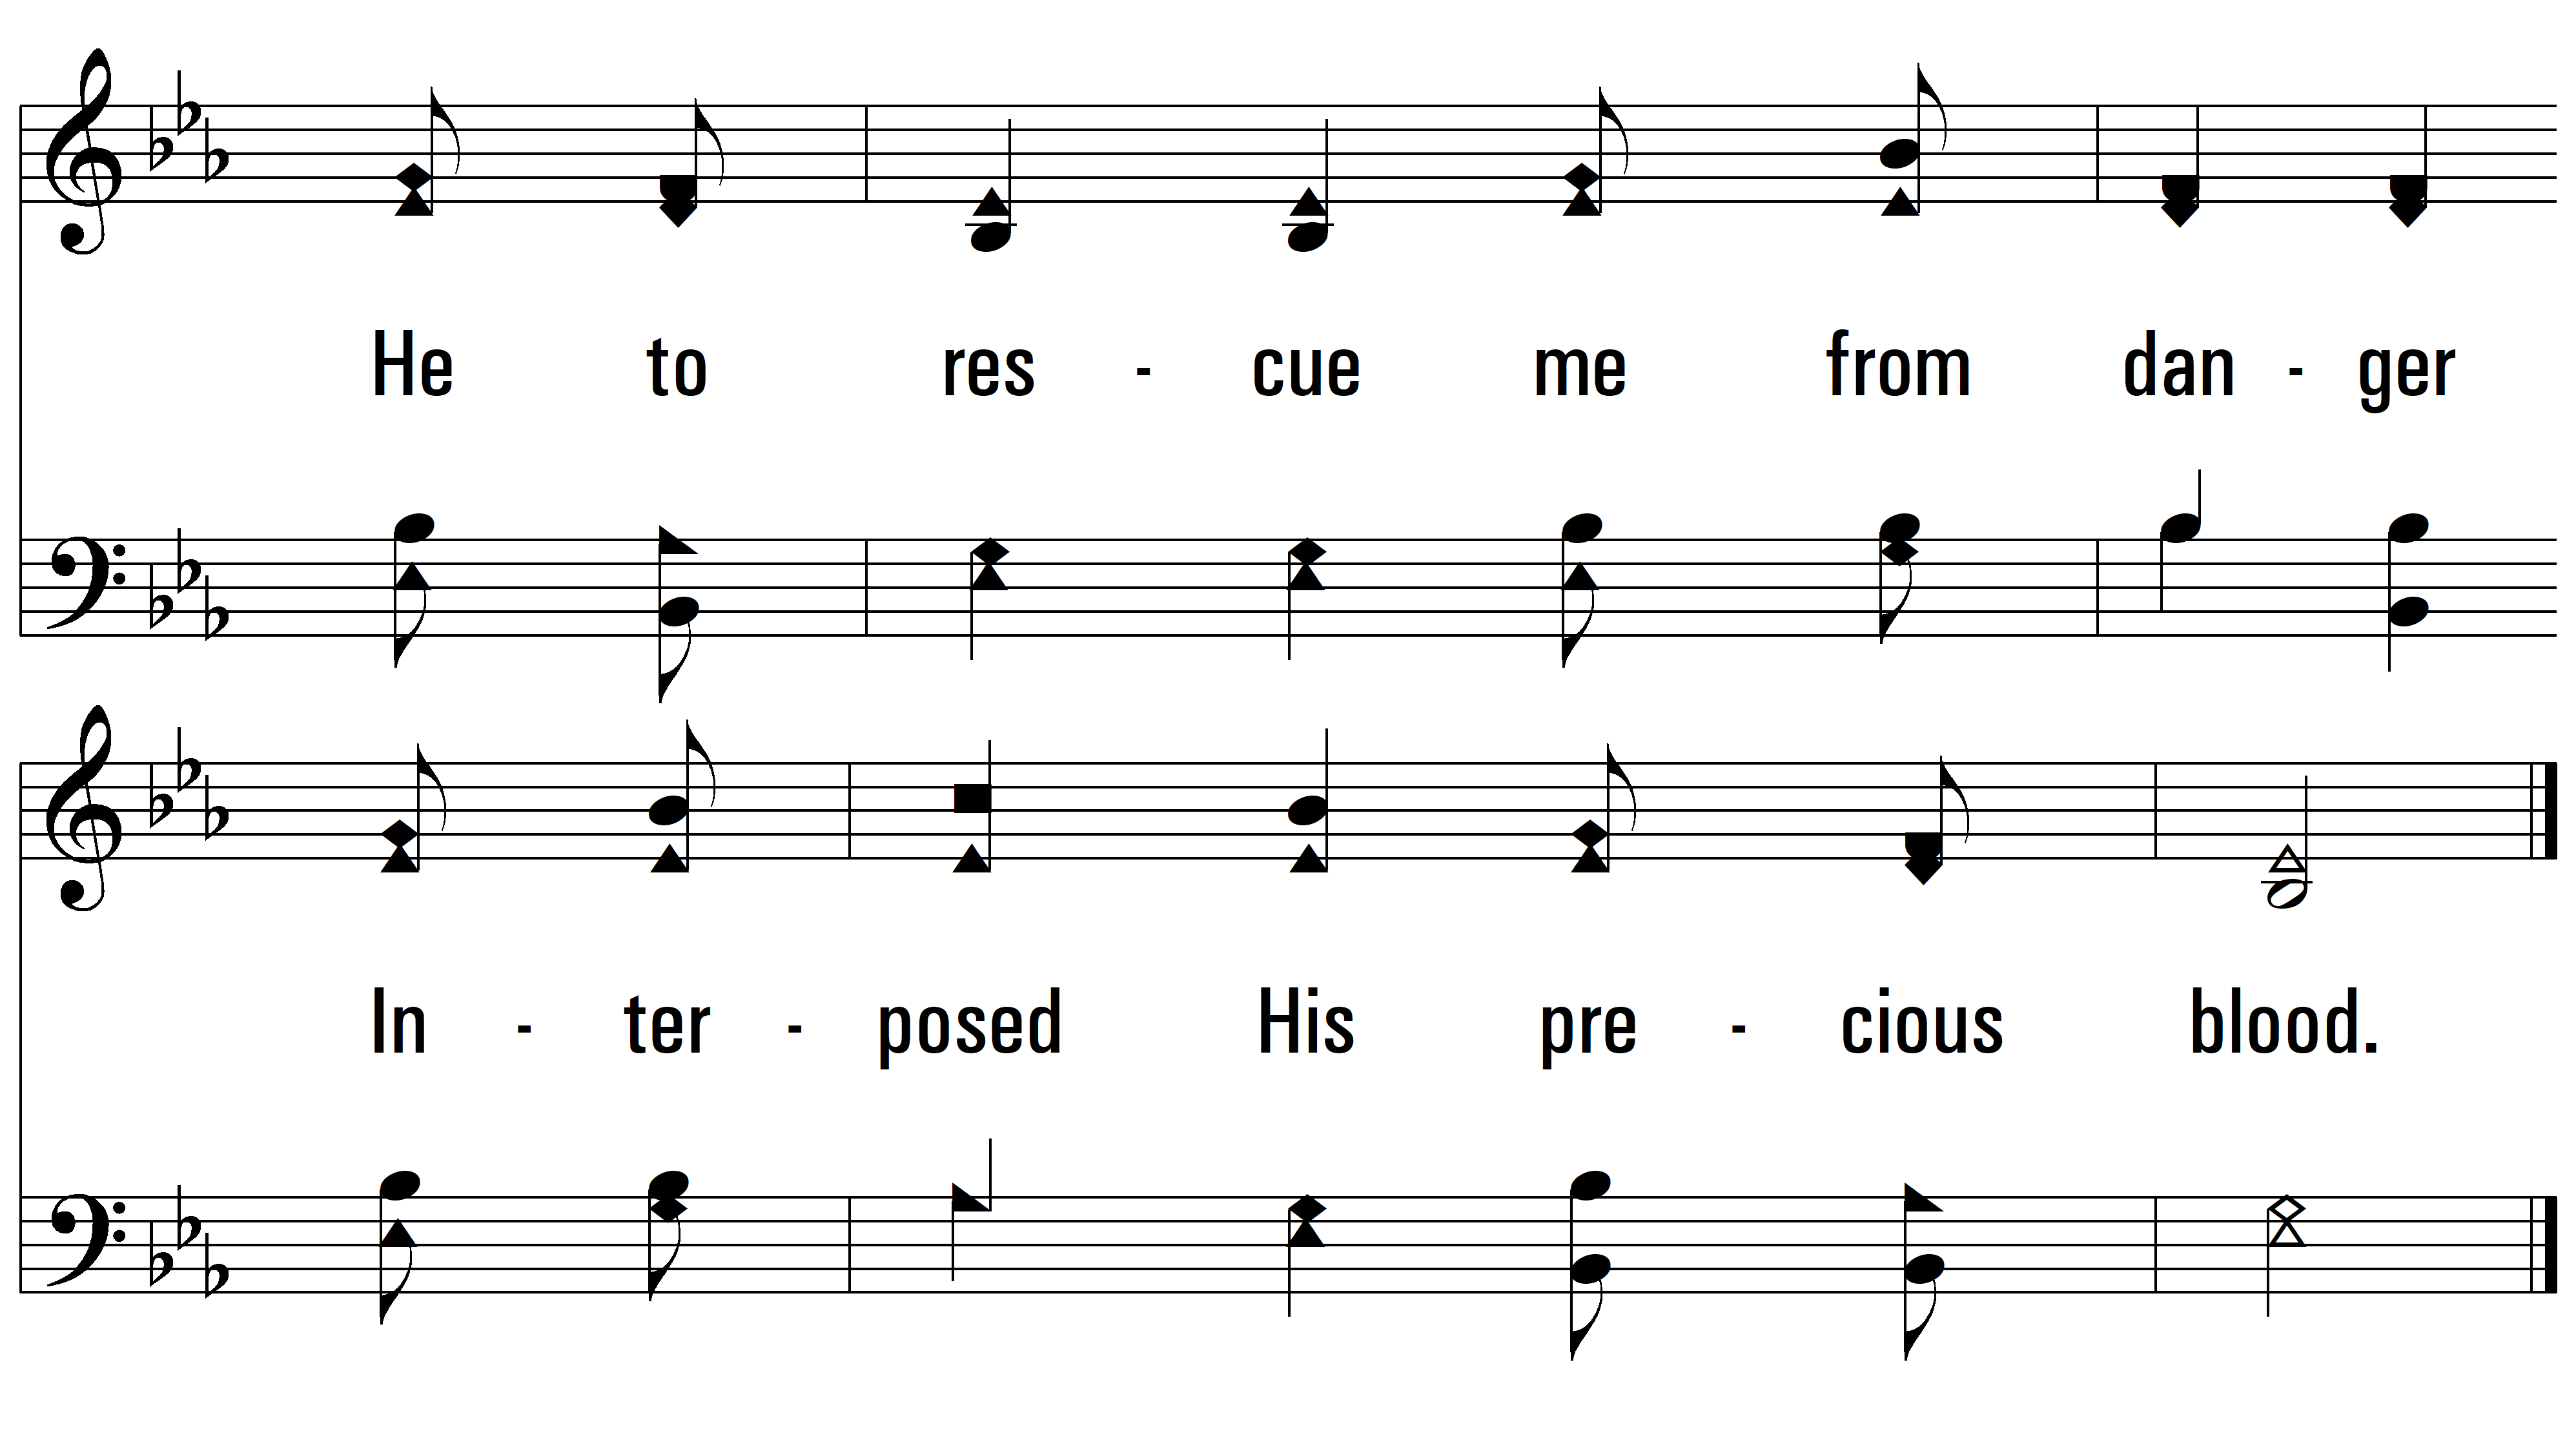 He to res - cue me from dan - ger
In - ter - posed His pre - cious blood.